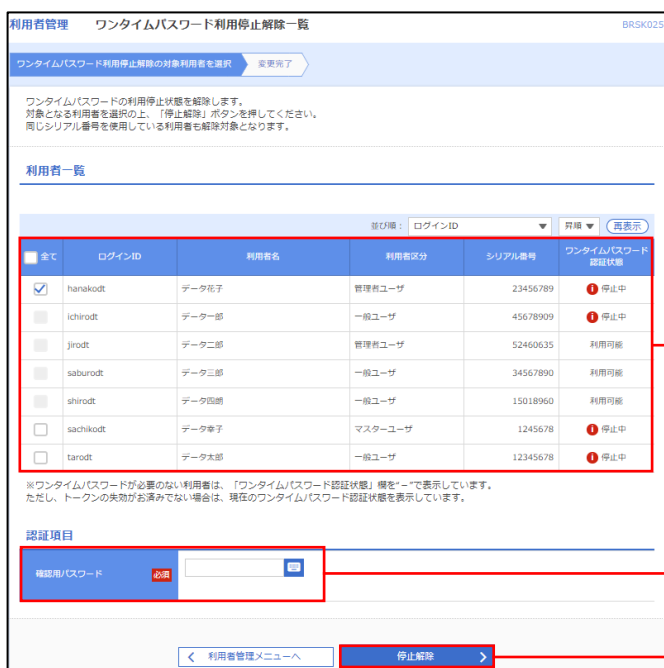 利用者管理 ワンタイムパスワード利用停止解除一覧 BRSK025
ワンタイムパスワード利用停止解除の対象利用者を選択 変更完了
ワンタイムパスワードの利用停止状態を解除します。
対象となる利用者を選択の上、「停止解除」ボタンを押してください。
同じシリアル番号を使用している利用者も解除対象となります。
利用者一覧
並び順： ログインID ▼ 昇順 ▼ 再表示
全て ログインID 利用者名 利用者区分 シリアル番号 ワンタイムパスワード
認証状態
hanakodt データ花子 管理者ユーザ 23456789 停止中
ichirodt データ一郎 一般ユーザ 45678909 停止中
jirodt データ二郎 管理者ユーザ 52460635 利用可能
saburodt データ三郎 一般ユーザ 34567890 利用可能
shirodt データ四朗 一般ユーザ 15018960 利用可能
sachikodt データ幸子 マスターユーザ 1245678 停止中
tarodt データ太郎 一般ユーザ 12345678 停止中
※ワンタイムパスワードが必要のない利用者は、「ワンタイムパスワード認証状態」欄を"－"で表示しています。
ただし、トークンの失効がお済みでない場合は、現在のワンタイムパスワード認証状態を表示しています。
認証項目
確認用パスワード 必須
利用者管理メニューへ 停止解除